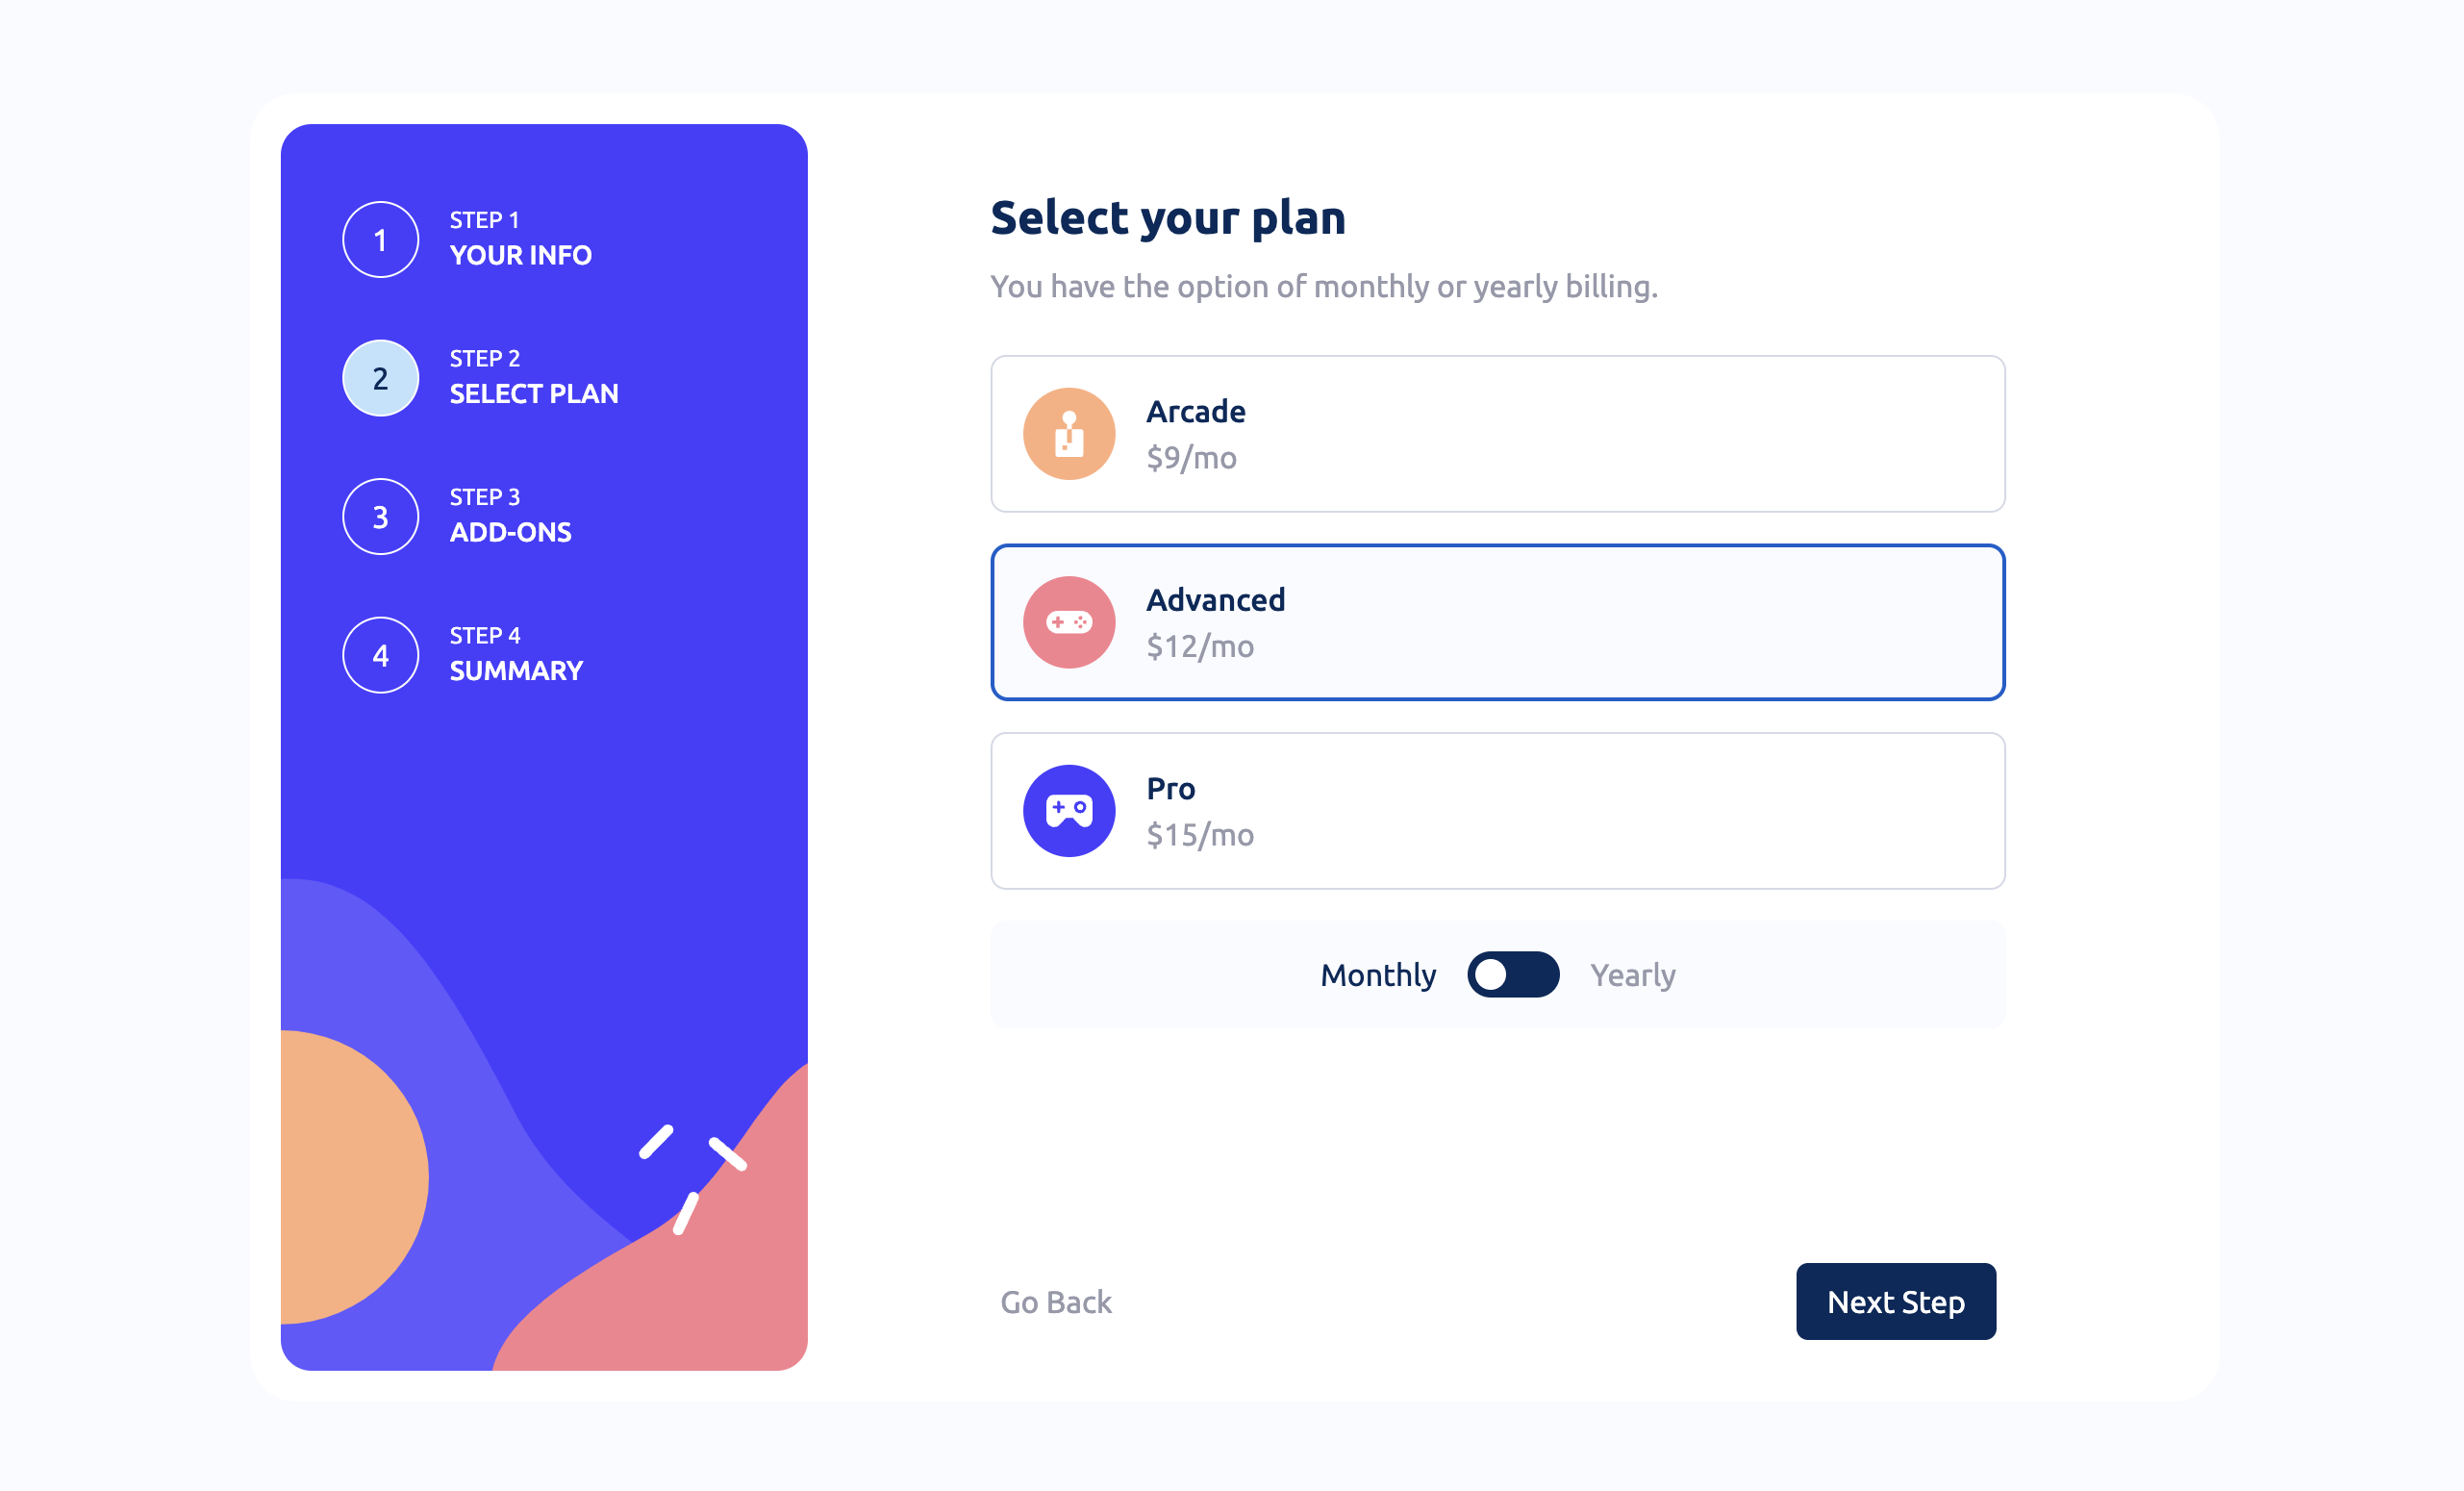 1
STEP 1
YOUR INFO
2
STEP 2
SELECT PLAN
3
STEP 3
ADD-ONS
4
STEP 4
SUMMARY
Select your plan
You have the option of monthly or yearly billing.
Arcade
$9/mo
Advanced
$12/mo
Pro
$15/mo
Monthly Yearly
Go Back Next Step